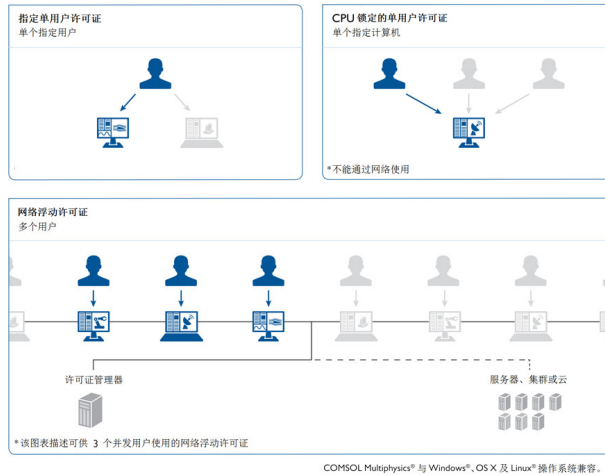 指定单用户许可证
单个指定用户
CPU 锁定的单用户许可证
单个指定计算机
*不能通过网络使用
网络浮动许可证
多个用户
许可证管理器
服务器、集群或云
*该图表描述可供 3 个并发用户使用的网络浮动许可证
COMSOL Multiphysics® 与 Windows®、OS X 及 Linux® 操作系统兼容。